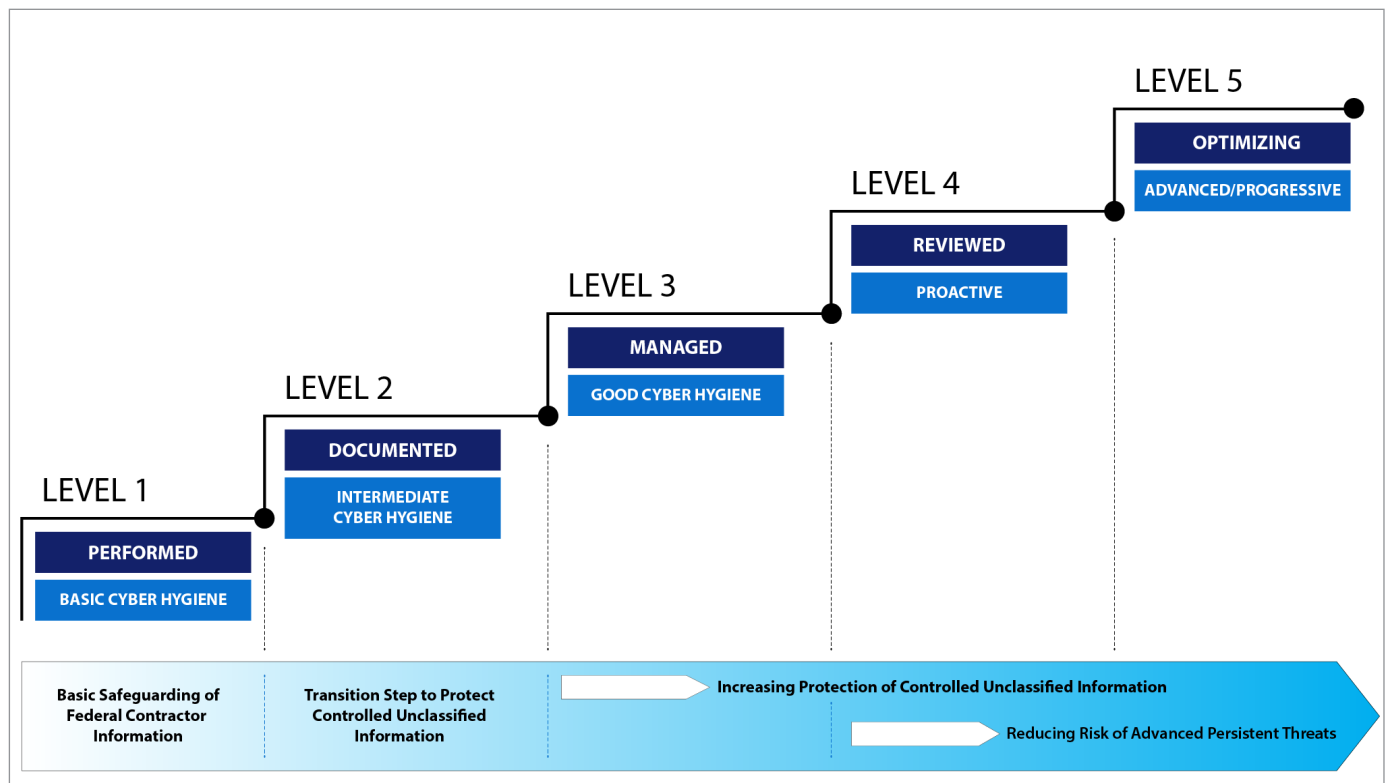 LEVEL 1
PERFORMED
BASIC CYBER HYGIENE
LEVEL 2
DOCUMENTED
INTERMEDIATE
CYBER HYGIENE
LEVEL 3
MANAGED
GOOD CYBER HYGIENE
LEVEL 4
REVIEWED
PROACTIVE
LEVEL 5
OPTIMIZING
ADVANCED/PROGRESSIVE
Basic Safeguarding of
Federal Contractor
Information
Transition Step to Protect
Controlled Unclassified
Information
Increasing Protection of Controlled Unclassified Information
Reducing Risk of Advanced Persistent Threats